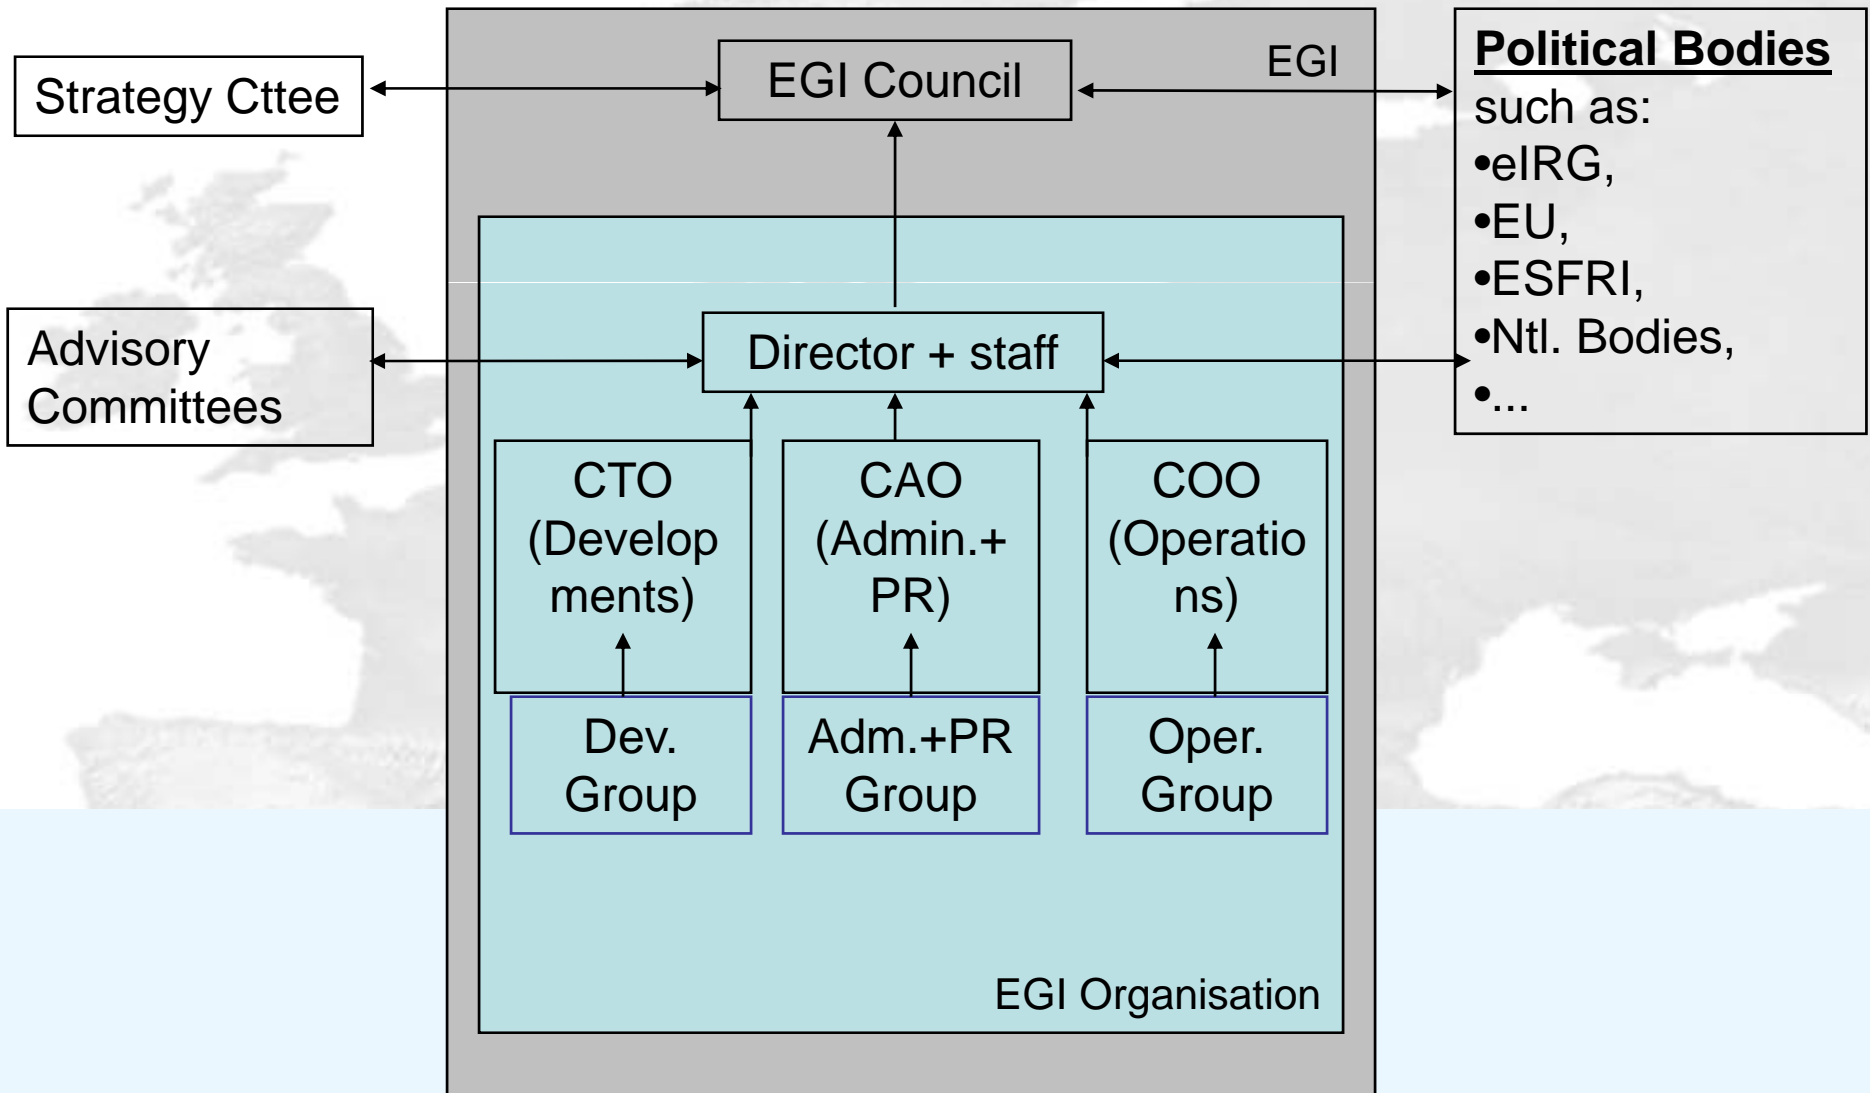 EGI Council
EGI
Strategy Cttee
Political Bodies
such as:
•eIRG,
•EU,
•ESFRI,
•Ntl. Bodies,
•...
Advisory
Committees
Director + staff
CTO
(Develop
ments)
CAO
(Admin.+
PR)
COO
(Operatio
ns)
Dev.
Group
Adm.+PR
Group
Oper.
Group
EGI Organisation